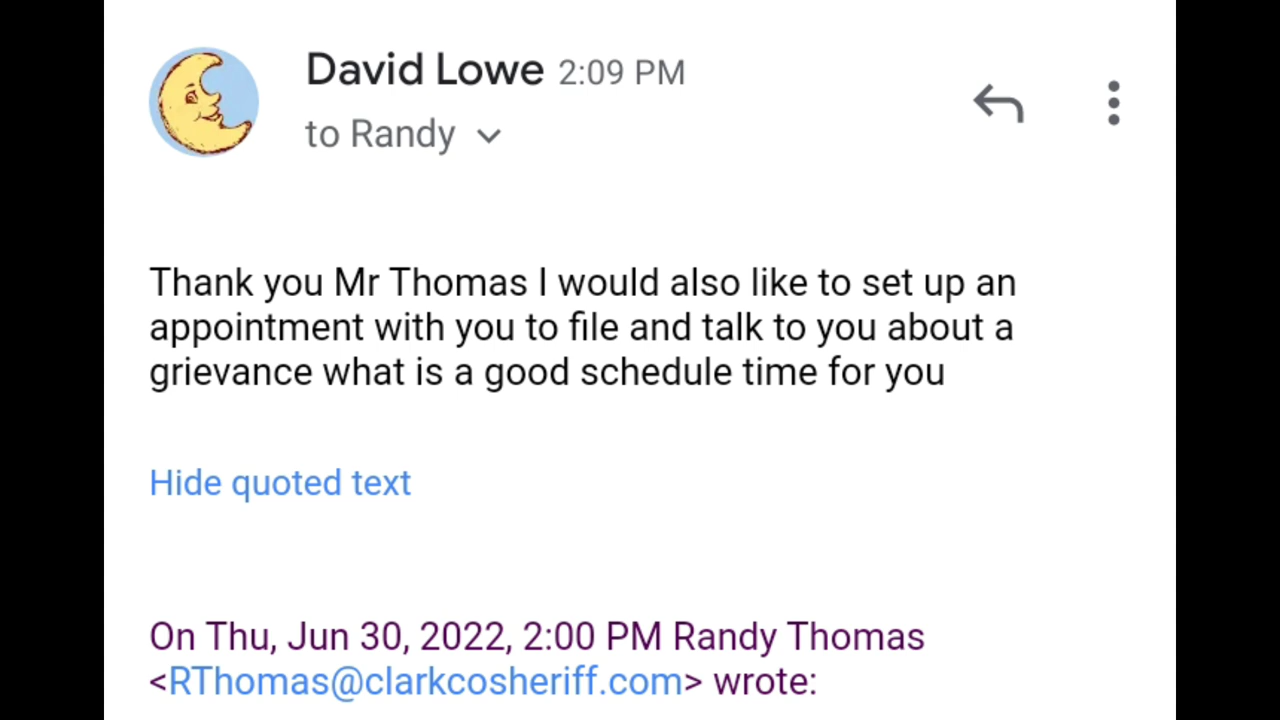 David Lowe 2:09 PM
to Randy
Thank you Mr Thomas I would also like to set up an
appointment with you to file and talk to you about a
grievance what is a good schedule time for you
Hide quoted text
On Thu, Jun 30, 2022, 2:00 PM Randy Thomas
<RThomas@clarkcosheriff.com> wrote: